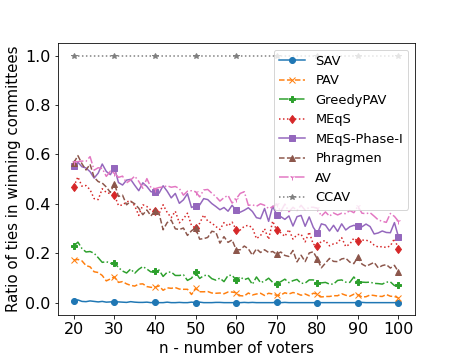 Ratio of ties in winning committees
1.0
0.8
0.6
0.4
0.2
0.0
SAV
PAV
GreedyPAV
MEqS
MEqS-Phase-I
Phragmen
AV
CCAV
20 30 40 50 60 70 80 90 100
n - number of voters